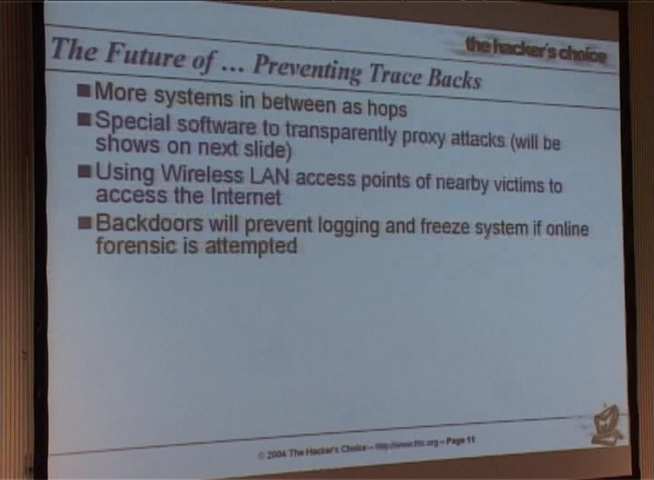 the hacker's choice
The Future of ... Preventing Trace Backs
More systems in between as hops
Special software to transparently proxy attacks (will be
shows on next slide)
Using Wireless LAN access points of nearby victims to
access the Internet
Backdoors will prevent logging and freeze system if online
forensic is attempted
© 2004 The Hacker's Choice – http://www.thc.org – Page 11